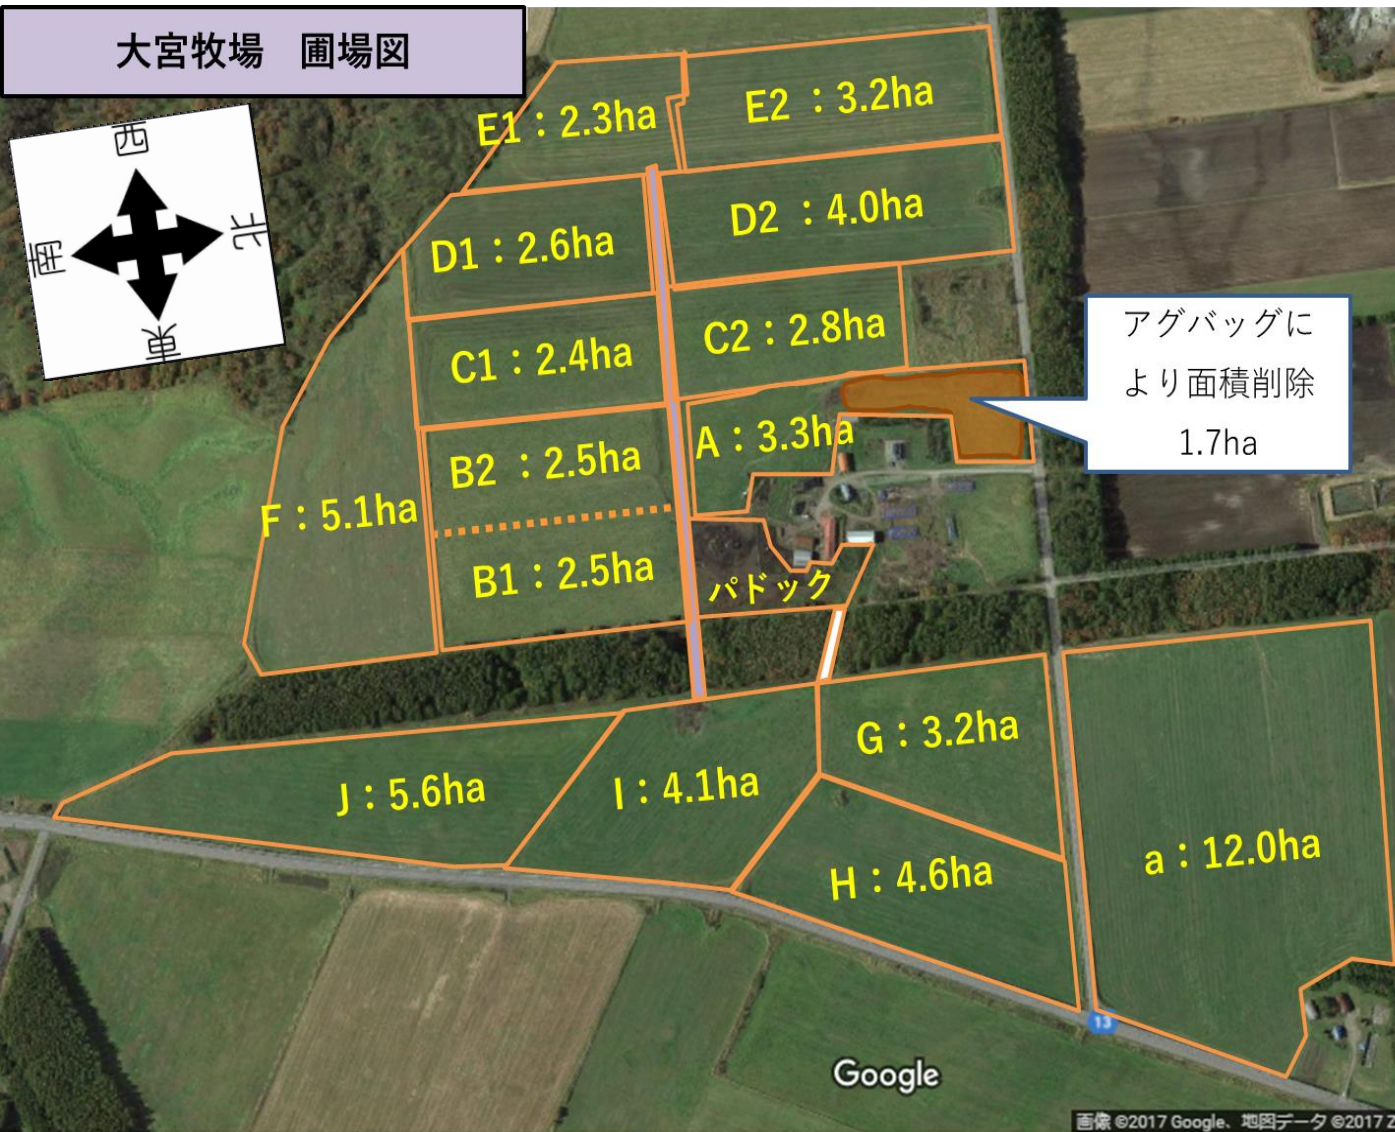 大宮牧場　圃場図
西
北
南
東
E1：2.3ha
E2 ：3.2ha
D1：2.6ha
D2 ：4.0ha
C1：2.4ha
C2：2.8ha
アグバッグに
より面積削除
1.7ha
B2 ：2.5ha
A：3.3ha
F：5.1ha
B1：2.5ha
パドック
J：5.6ha
I：4.1ha
G：3.2ha
H：4.6ha
a：12.0ha
13
Google
画像 ©2017 Google、地図データ ©2017 Z